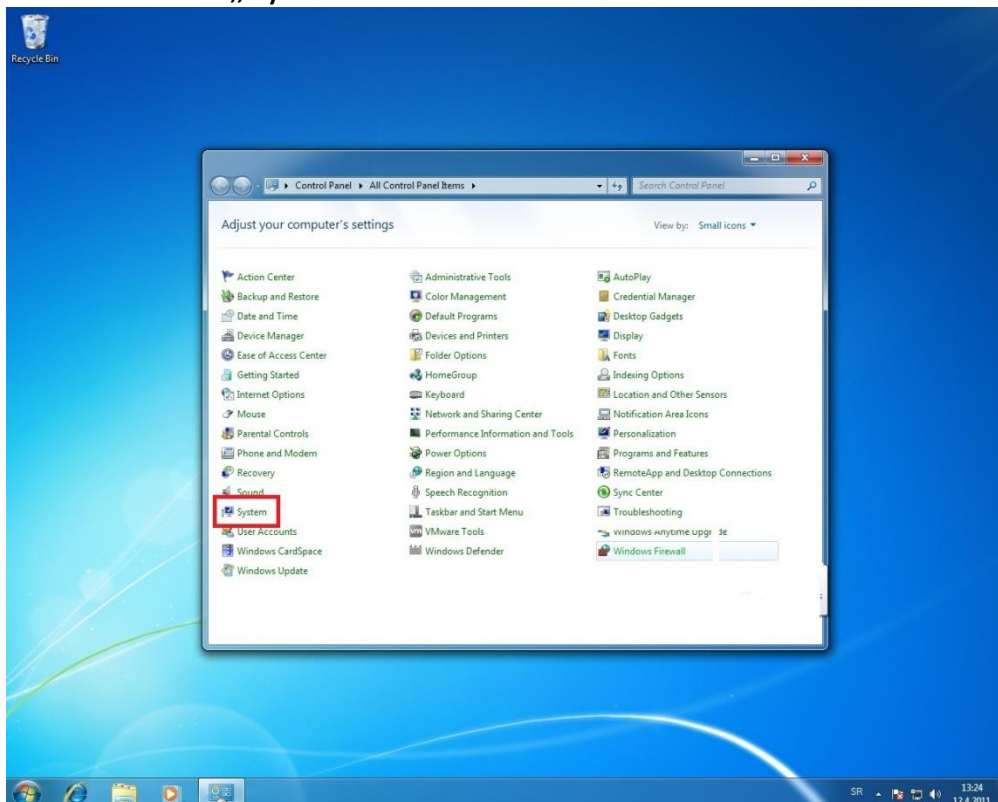 Recycle Bin
Control Panel ▸ All Control Panel Items ▸
Search Control Panel
Adjust your computer's settings
View by: Small icons
Action Center
Administrative Tools
AutoPlay
Backup and Restore
Color Management
Credential Manager
Date and Time
Default Programs
Desktop Gadgets
Device Manager
Devices and Printers
Display
Ease of Access Center
Folder Options
Fonts
Getting Started
HomeGroup
Indexing Options
Internet Options
Keyboard
Location and Other Sensors
Mouse
Network and Sharing Center
Notification Area Icons
Parental Controls
Performance Information and Tools
Personalization
Phone and Modem
Power Options
Programs and Features
Recovery
Region and Language
RemoteApp and Desktop Connections
Sound
Speech Recognition
Sync Center
System
Taskbar and Start Menu
Troubleshooting
User Accounts
VMware Tools
Windows Anytime Upgr de
Windows CardSpace
Windows Defender
Windows Firewall
Windows Update
SR
13:24
12.4.2011